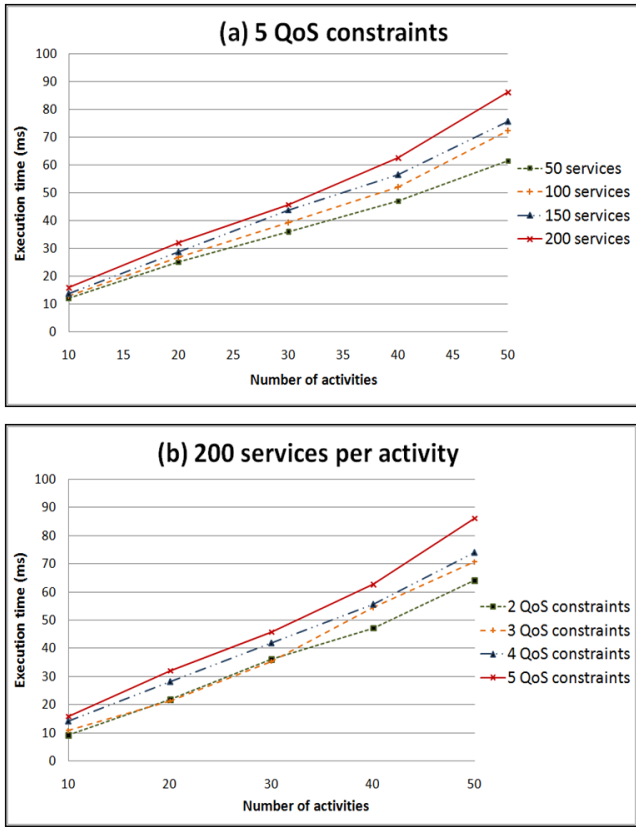 (a) 5 QoS constraints
Execution time (ms)
100
90
80
70
60
50
40
30
20
10
0
10 15 20 25 30 35 40 45 50
Number of activities
50 services
100 services
150 services
200 services
(b) 200 services per activity
Execution time (ms)
100
90
80
70
60
50
40
30
20
10
0
10 20 30 40 50
Number of activities
2 QoS constraints
3 QoS constraints
4 QoS constraints
5 QoS constraints